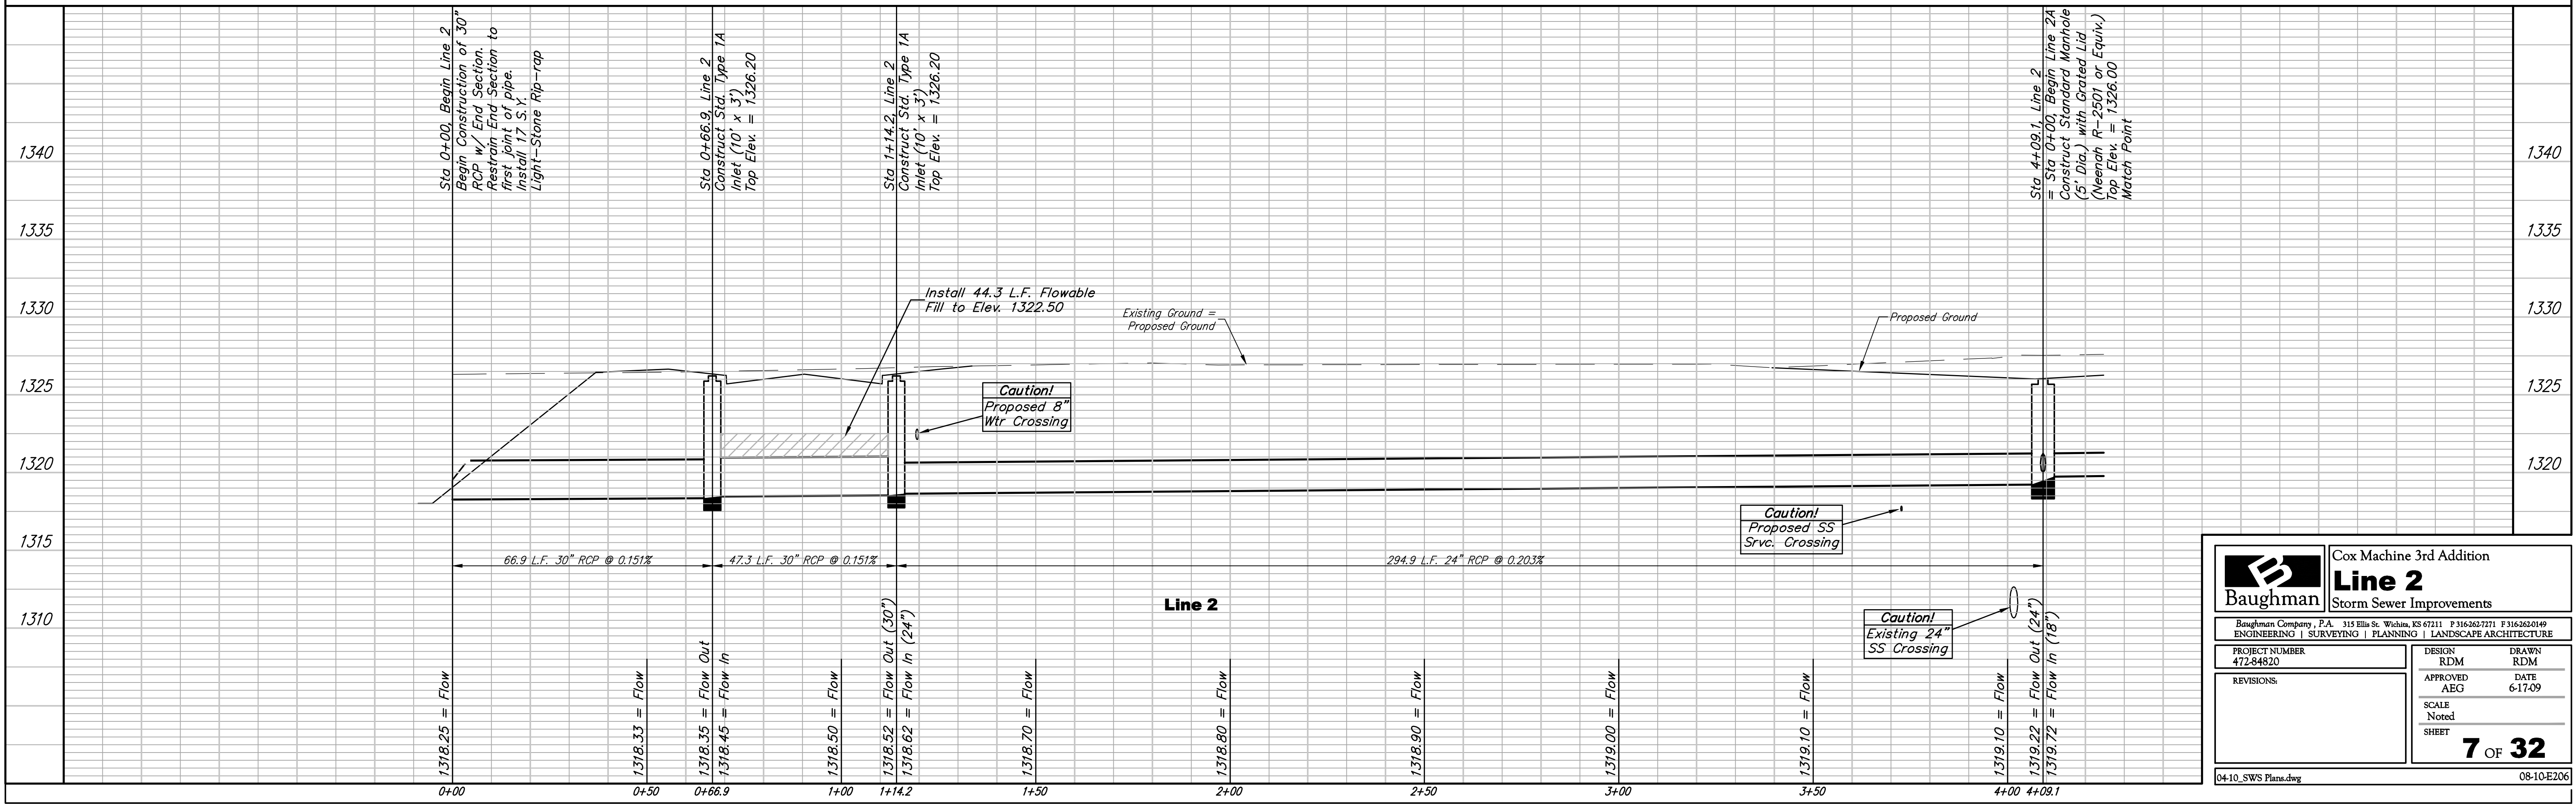 Sta 0+00, Begin Line 2
Begin Construction of 30"
RCP w/ End Section.
Restrain End Section to
first joint of pipe.
Install 17 S.Y.
Light-Stone Rip-rap
Sta 0+66.9, Line 2
Construct Std. Type 1A
Inlet (10' x 3')
Top Elev. = 1326.20
Sta 1+14.2, Line 2
Construct Std. Type 1A
Inlet (10' x 3')
Top Elev. = 1326.20
Sta 4+09.1, Line 2
= Sta 0+00, Begin Line 2A
Construct Standard Manhole
(5' Dia.) with Grated Lid
(Neenah R-2501 or Equiv.)
Top Elev. = 1326.00
Match Point
1340
1340
1335
1335
1330
1330
1325
1325
1320
1320
1315
1310
Install 44.3 L.F. Flowable
Fill to Elev. 1322.50
Existing Ground =
Proposed Ground
Proposed Ground
Caution!
Proposed 8"
Wtr Crossing
Caution!
Proposed SS
Srvc. Crossing
66.9 L.F. 30" RCP @ 0.151%
47.3 L.F. 30" RCP @ 0.151%
294.9 L.F. 24" RCP @ 0.203%
Line 2
Caution!
Existing 24"
SS Crossing
1318.25 = Flow
1318.33 = Flow
1318.35 = Flow Out
1318.45 = Flow In
1318.50 = Flow
1318.52 = Flow Out (30")
1318.62 = Flow In (24")
1318.70 = Flow
1318.80 = Flow
1318.90 = Flow
1319.00 = Flow
1319.10 = Flow
1319.10 = Flow
1319.22 = Flow Out (24")
1319.72 = Flow In (18")
0+00
0+50
0+66.9
1+00
1+14.2
1+50
2+00
2+50
3+00
3+50
4+00
4+09.1
Baughman
Cox Machine 3rd Addition
Line 2
Storm Sewer Improvements
Baughman Company, P.A. 315 Ellis St. Wichita, KS 67211 P 316-262-7271 F 316-262-0149
ENGINEERING | SURVEYING | PLANNING | LANDSCAPE ARCHITECTURE
PROJECT NUMBER
472-84820
REVISIONS:
DESIGN
RDM
DRAWN
RDM
APPROVED
AEG
DATE
6-17-09
SCALE
Noted
SHEET
7 OF 32
04-10_SWS Plans.dwg
08-10-E206